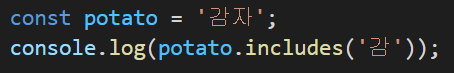 const potato = '감자';
console.log(potato.includes('감'));